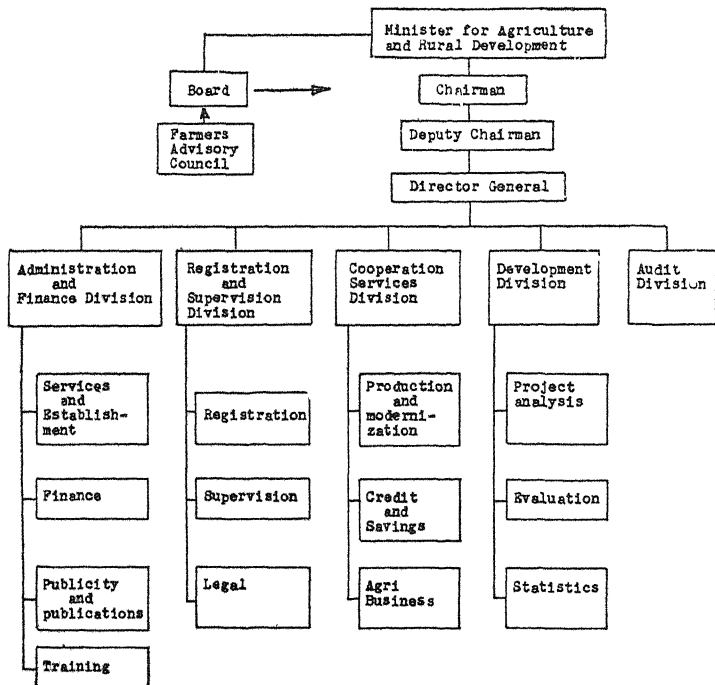 Minister for Agriculture
and Rural Development
Board
Chairman
Farmers
Advisory
Council
Deputy Chairman
Director General
Administration
and
Finance Division
Registration
and
Supervision
Division
Cooperation
Services
Division
Development
Division
Audit
Division
Services
and
Establish-
ment
Finance
Publicity
and
publications
Training
Registration
Supervision
Legal
Production
and
moderni-
zation
Credit
and
Savings
Agri
Business
Project
analysis
Evaluation
Statistics